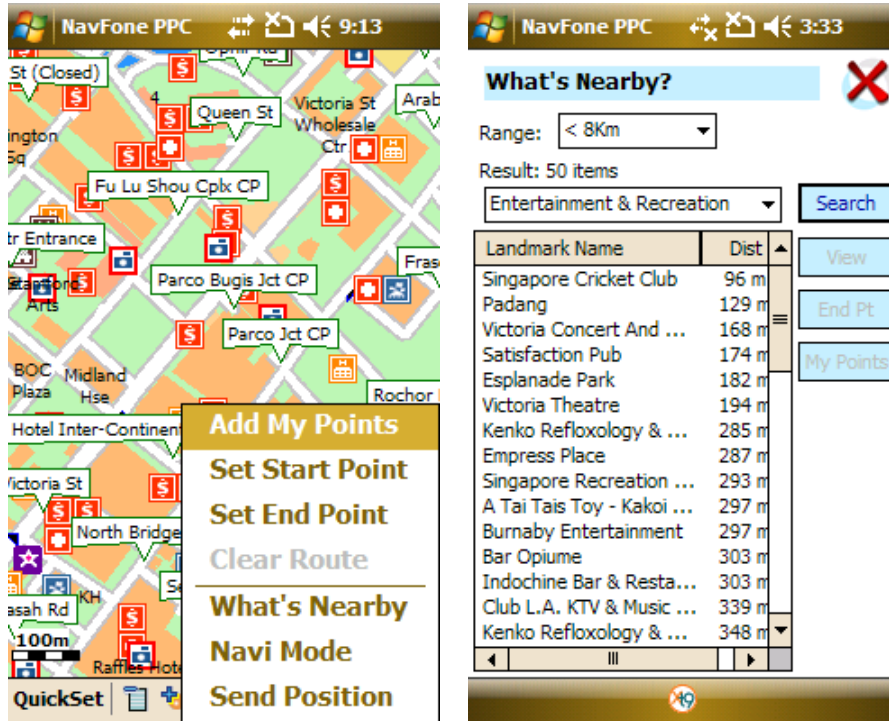 NavFone PPC 9:13
St (Closed)
4
Queen St
Victoria St
Wholesale
Ctr
Arab
ington
Sq
Fu Lu Shou Cplx CP
tr Entrance
Stamford
Arts
Parco Bugis Jct CP
Fras
Parco Jct CP
BOC
Plaza
Midland
Hse
Rochor
Hotel Inter-Continent
Victoria St
North Bridge
KH
asah Rd
100m
Raffles Hote
Add My Points
Set Start Point
Set End Point
Clear Route
What's Nearby
Navi Mode
Send Position
QuickSet
NavFone PPC 3:33
What's Nearby?
Range: < 8Km
Result: 50 items
Entertainment & Recreation Search
Landmark Name Dist
View
Singapore Cricket Club 96 m
Padang 129 m
End Pt
Victoria Concert And ... 168 m
Satisfaction Pub 174 m
My Points
Esplanade Park 182 m
Victoria Theatre 194 m
Kenko Refloxology & ... 285 m
Empress Place 287 m
Singapore Recreation ... 293 m
A Tai Tais Toy - Kakoi ... 297 m
Burnaby Entertainment 297 m
Bar Opiume 303 m
Indochine Bar & Resta... 303 m
Club L.A. KTV & Music ... 339 m
Kenko Refloxology & ... 348 m